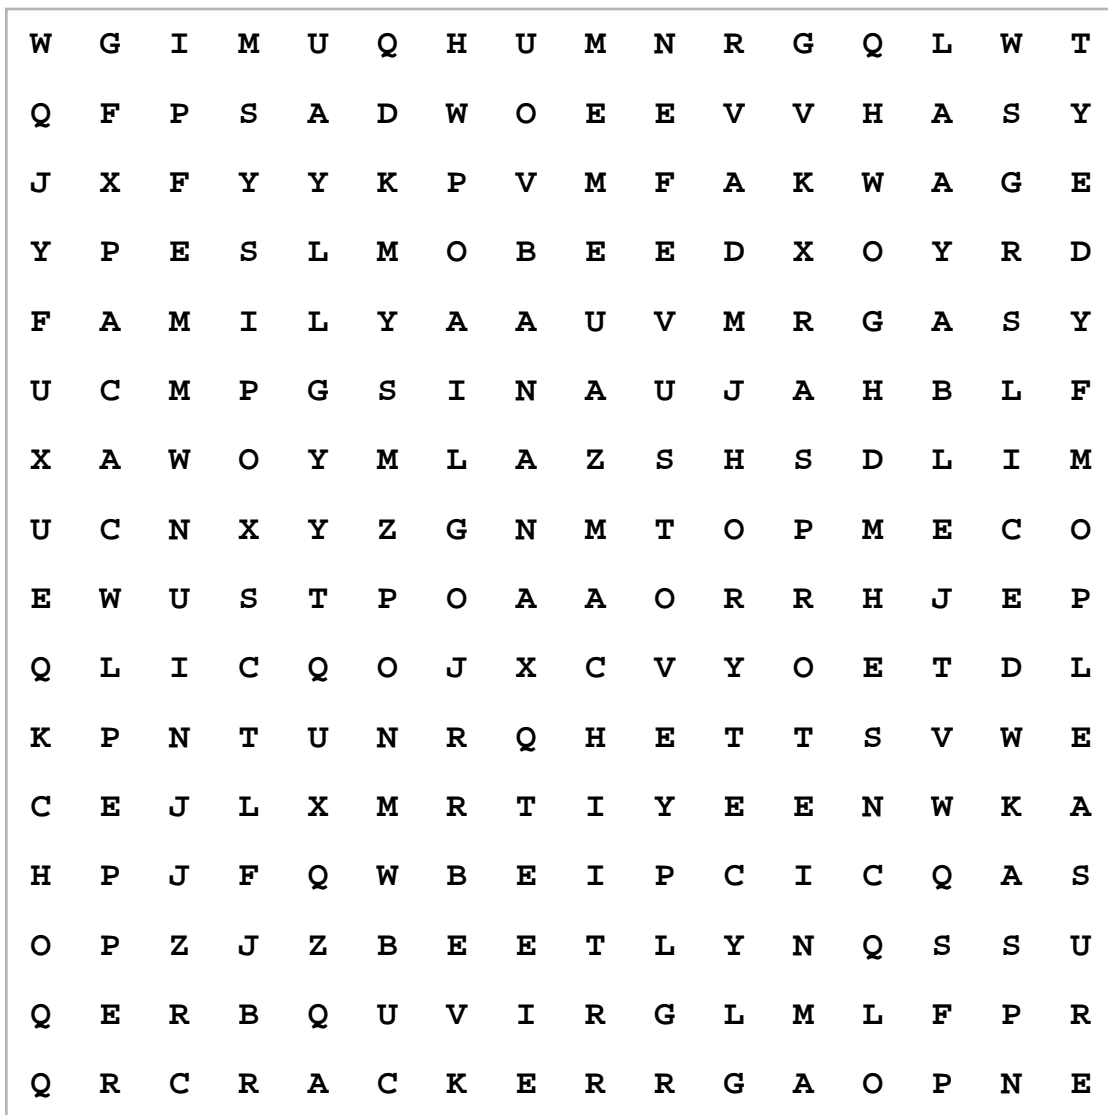 W G I M U Q H U M N R G Q L W T
Q F P S A D W O E E V V H A S Y
J X F Y Y K P V M F A K W A G E
Y P E S L M O B E E D X O Y R D
F A M I L Y A A U V M R G A S Y
U C M P G S I N A U J A H B L F
X A W O Y M L A Z S H S D L I M
U C N X Y Z G N M T O P M E C O
E W U S T P O A A O R R H J E P
Q L I C Q O J X C V Y O E T D L
K P N T U N R Q H E T T S V W E
C E J L X M R T I Y E E N W K A
H P J F Q W B E I P C I C Q A S
O P Z J Z B E E T L Y N Q S S U
Q E R B Q U V I R G L M L F P R
Q R C R A C K E R R G A O P N E